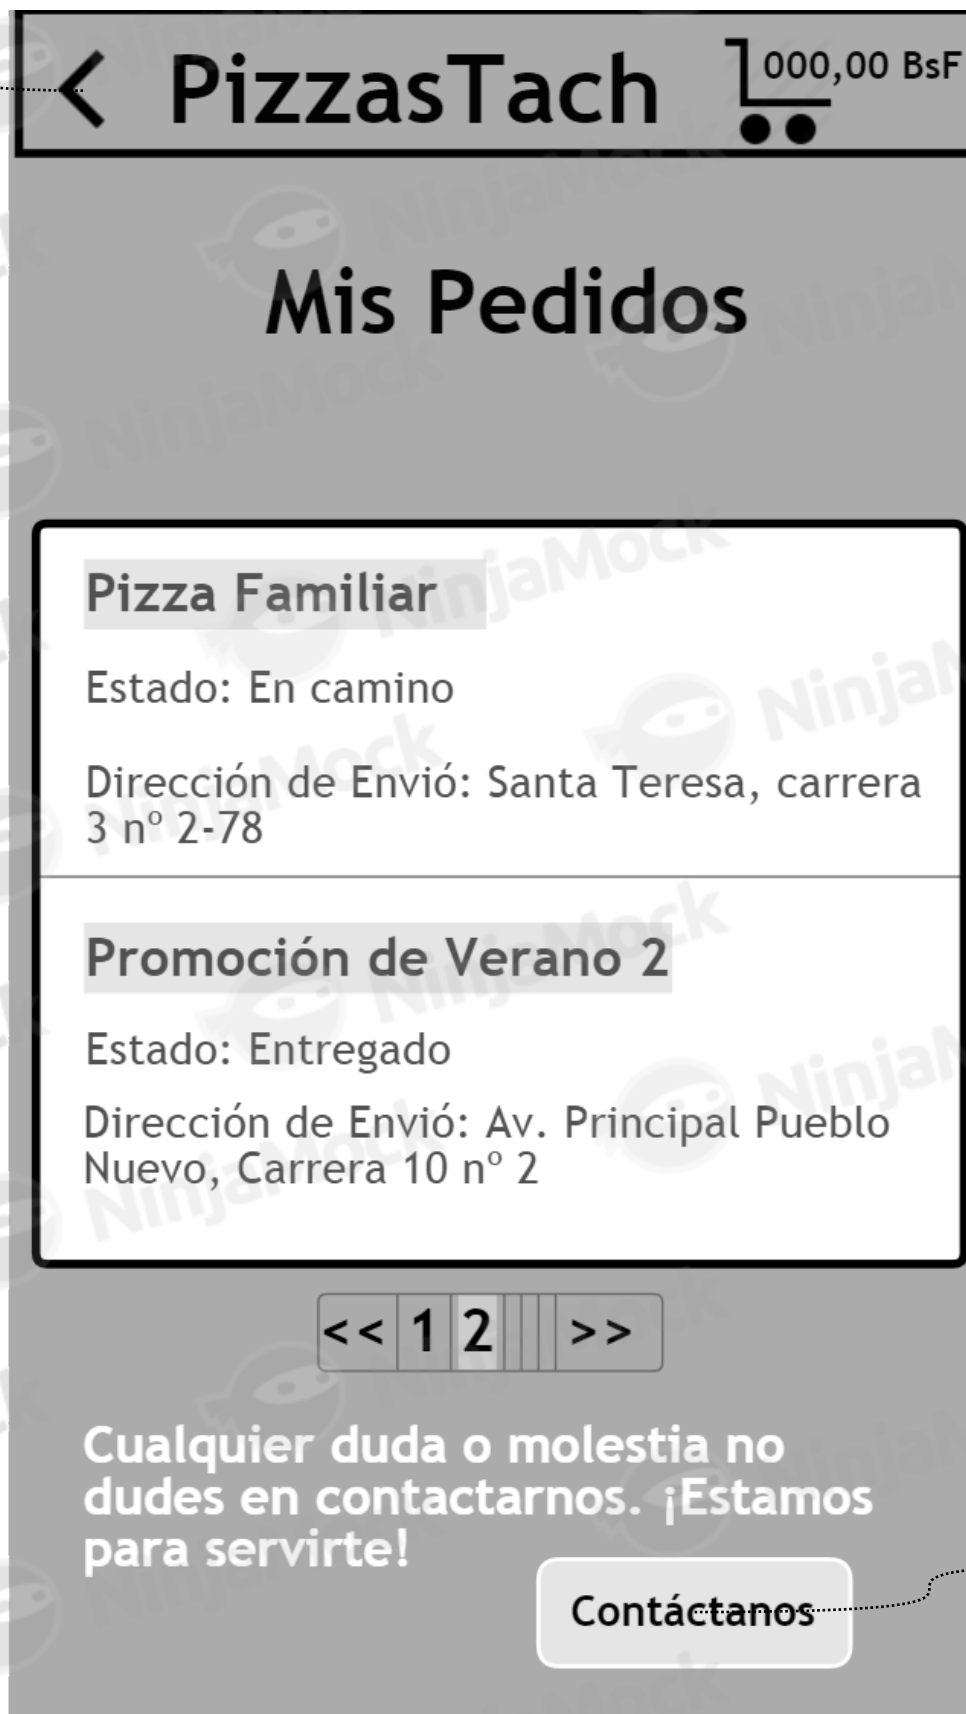 PizzasTach
000,00 BsF
Mis Pedidos
Pizza Familiar
Estado: En camino
Dirección de Envió: Santa Teresa, carrera
3 nº 2-78
Promoción de Verano 2
Estado: Entregado
Dirección de Envió: Av. Principal Pueblo
Nuevo, Carrera 10 nº 2
<< 1 2 >>
Cualquier duda o molestia no
dudes en contactarnos. ¡Estamos
para servirte!
Contáctanos
NinjaMock